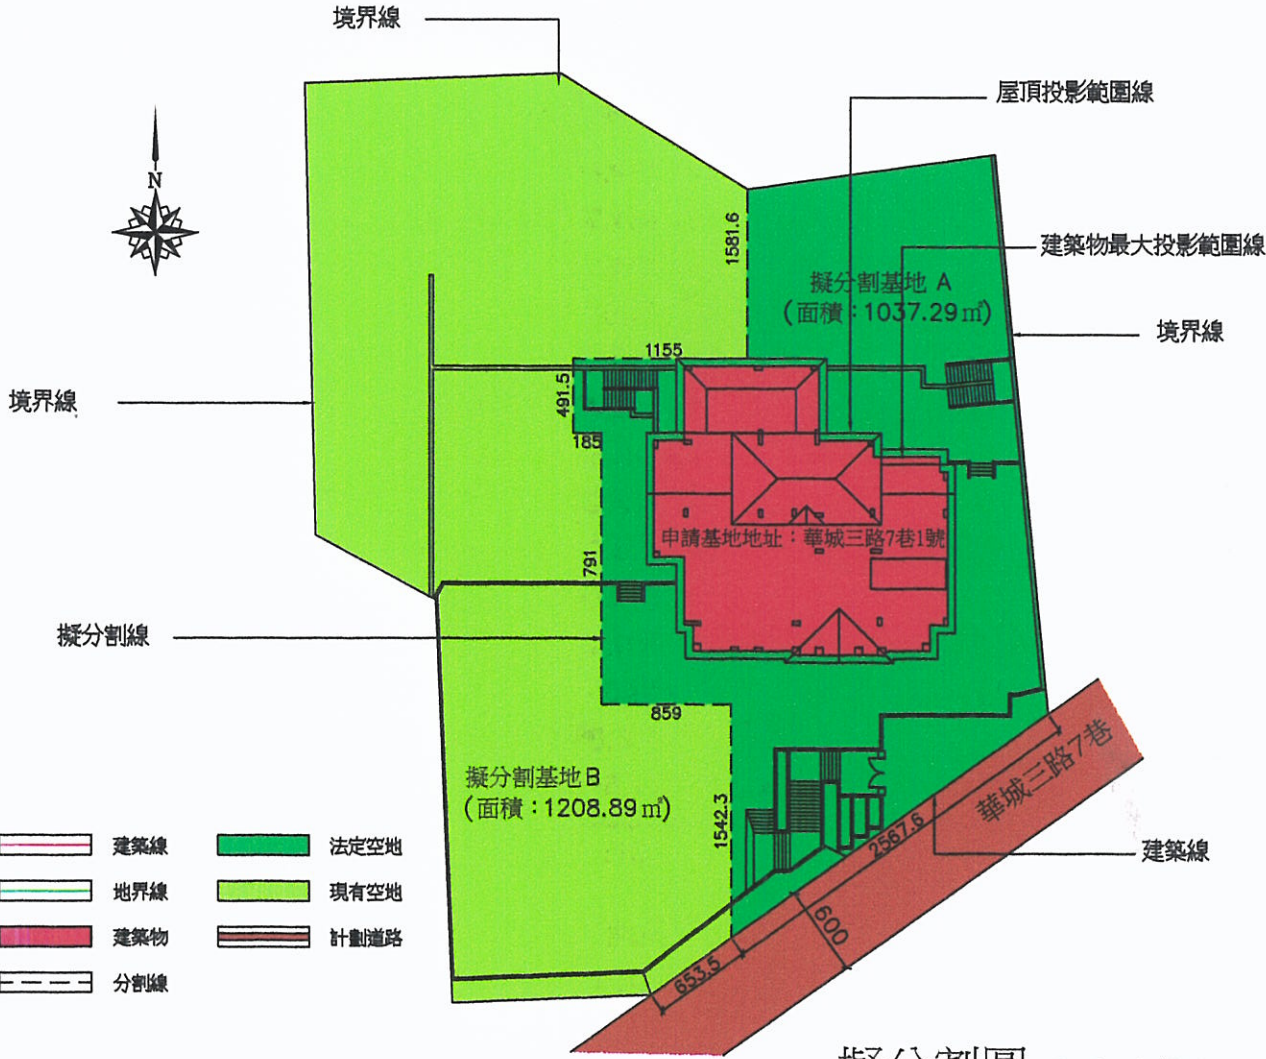 境界線
屋頂投影範圍線
N
建築物最大投影範圍線
1581.6
擬分割基地 A
(面積：1037.29㎡)
境界線
1155
境界線
491.5
185
申請基地地址：華城三路7巷1號
791
擬分割線
859
擬分割基地B
(面積：1208.89㎡)
華城三路7巷
1542.3
2567.6
建築線
建築線
法定空地
地界線
現有空地
600
建築物
計劃道路
653.5
分割線
擬分割圖